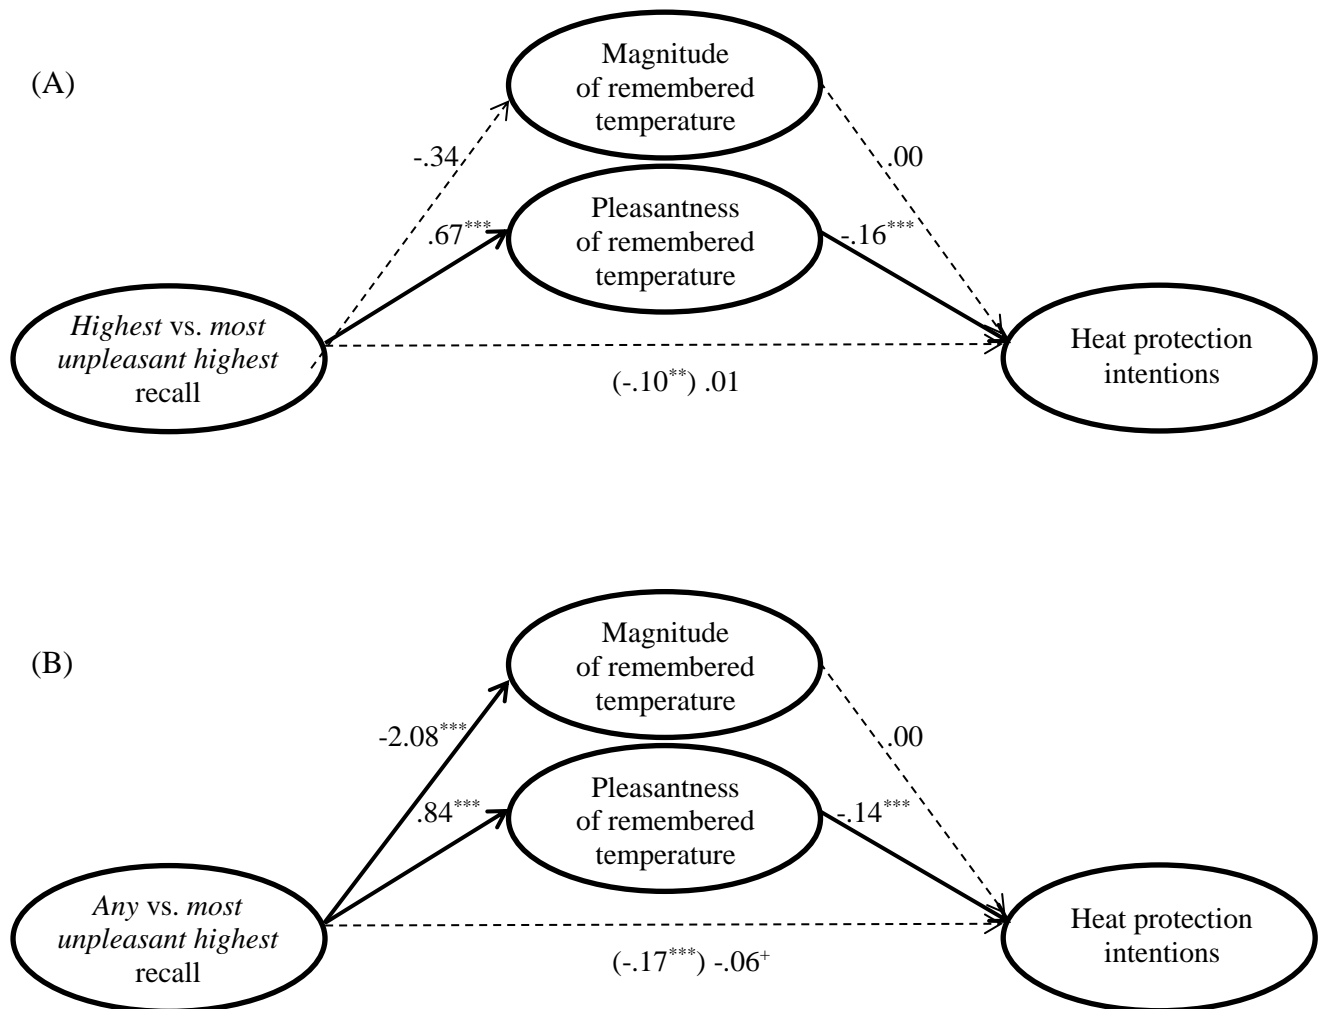 (A)
Magnitude
of remembered
temperature
-.34
.00
Pleasantness
of remembered
temperature
.67***
-.16***
Highest vs. most
unpleasant highest
recall
Heat protection
intentions
(-.10**) .01
(B)
Magnitude
of remembered
temperature
-2.08***
.00
Pleasantness
of remembered
temperature
.84***
-.14***
Any vs. most
unpleasant highest
recall
Heat protection
intentions
(-.17***) -.06+